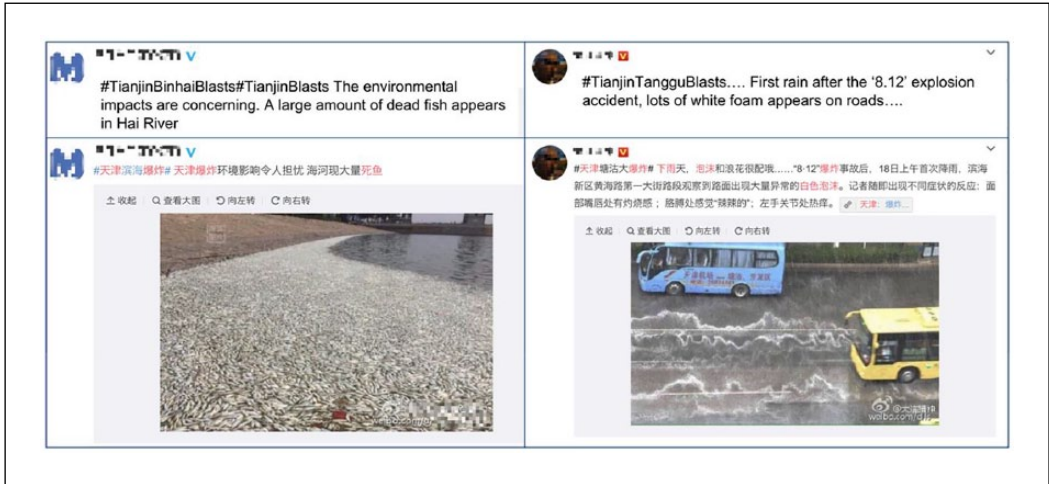 #TianjinBinhaiBlasts#TianjinBlasts The environmental
impacts are concerning. A large amount of dead fish appears
in Hai River
#TianjinTangguBlasts.... First rain after the ‘8.12’ explosion
accident, lots of white foam appears on roads....
#天津滨海爆炸# 天津爆炸环境影响令人担忧 海河现大量死鱼
收起 查看大图 向左转 向右转
#天津塘沽大爆炸# 下雨天，泡沫和浪花很配哦……“8·12”爆炸事故后，18日上午首次降雨，滨海
新区黄海路第一大街路段观察到路面出现大量异常的白色泡沫。记者随即出现不同症状的反应：面
部嘴唇处有灼烧感；胳膊处感觉“辣辣的”；左手关节处热痒。 天津：爆炸...
收起 查看大图 向左转 向右转